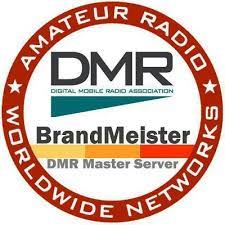 AMATEUR RADIO
DMR
DIGITAL MOBILE RADIO ASSOCIATION
BrandMeister
DMR Master Server
WORLDWIDE NETWORKS